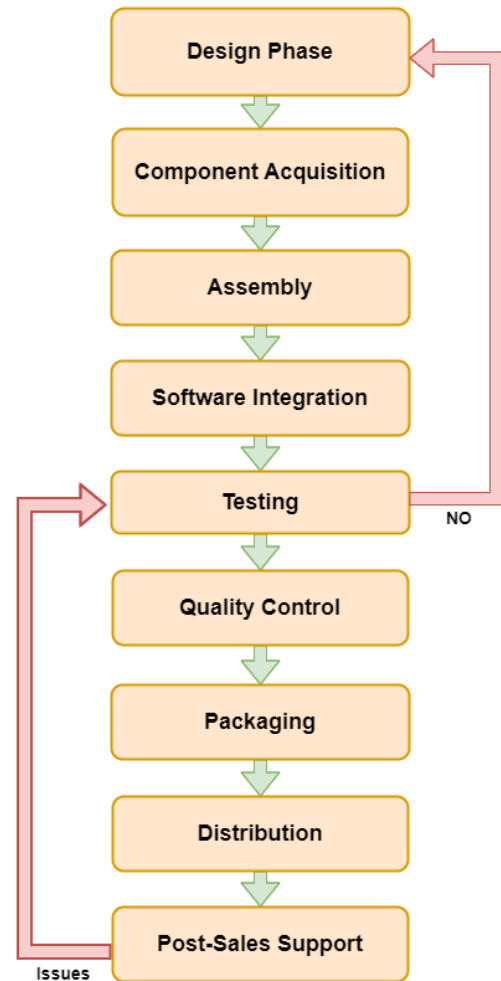 Design Phase
Component Acquisition
Assembly
Software Integration
Testing
NO
Quality Control
Packaging
Distribution
Post-Sales Support
Issues